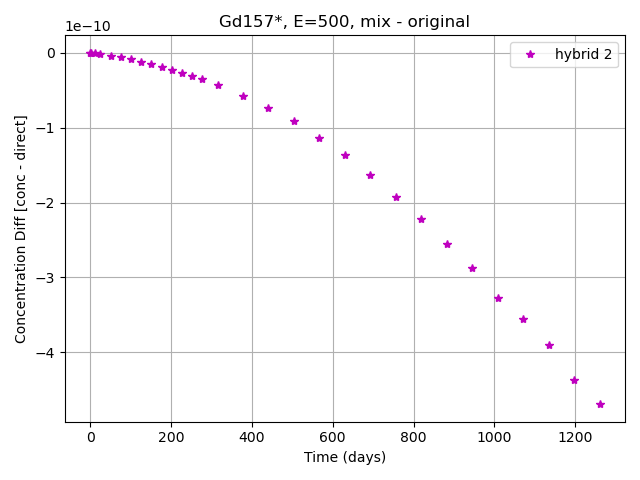 Gd157*, E=500, mix - original
1e−10
hybrid 2
0
−1
−2
−3
−4
Concentration Diff [conc - direct]
0 200 400 600 800 1000 1200
Time (days)